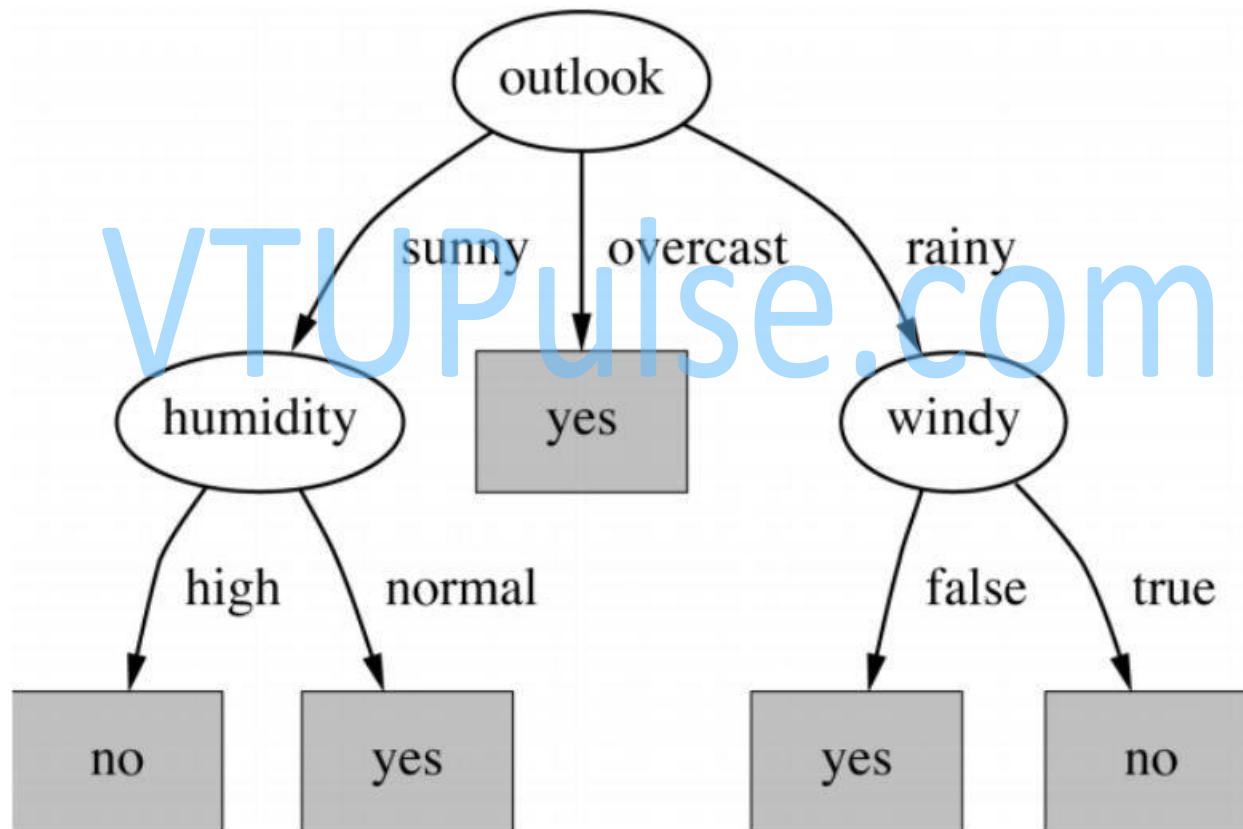 outlook
sunny overcast rainy
VTUPulse.com
humidity yes windy
high normal false true
no yes yes no